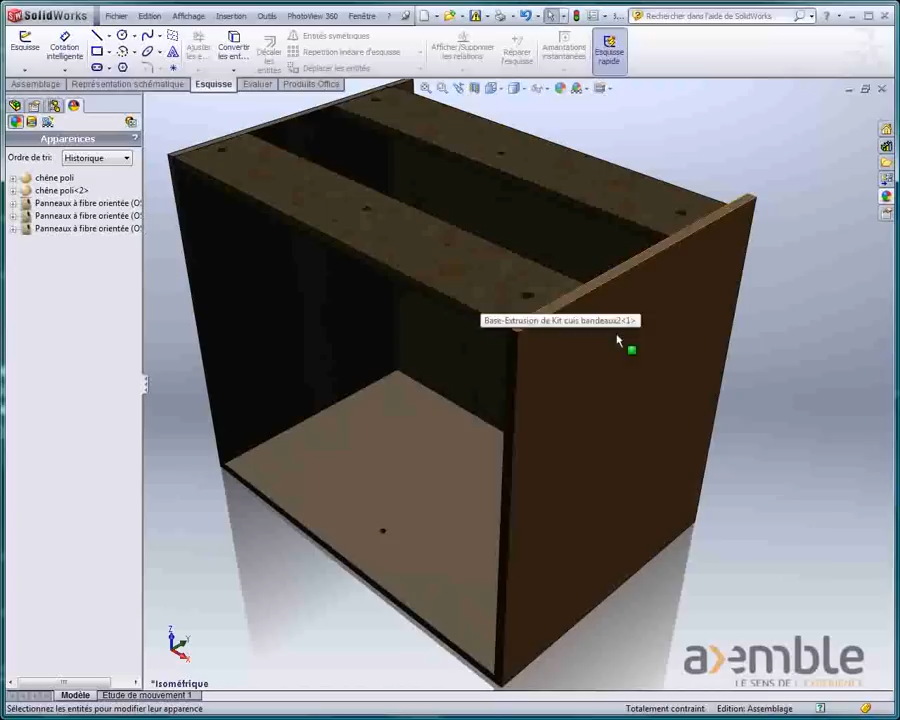 SolidWorks
Fichier Edition Affichage Insertion Outils PhotoView 360 Fenêtre
Rechercher dans l'aide de SolidWorks
Esquisse
Cotation intelligente
Ajustés les ent...
Convertir les ent...
Décaler les entités
Entités symétriques
Répétition linéaire d'esquisse
Déplacer les entités
Afficher/Supprimer les relations
Réparer l'esquisse
Aimantations instantanées
Esquisse rapide
Assemblage Représentation schématique Esquisse Evaluer Produits Office
Apparences ?
Ordre de tri: Historique
chêne poli
chêne poli<2>
Panneaux à fibre orientée (O
Panneaux à fibre orientée (O
Panneaux à fibre orientée (O
Base-Extrusion de Kit cuis bandeaux2<1>
Z
Y
X
*Isométrique
axemble
LE SENS DE L'EXPERIENCE
Modèle Etude de mouvement 1
Sélectionnez les entités pour modifier leur apparence Totalement contraint Edition: Assemblage